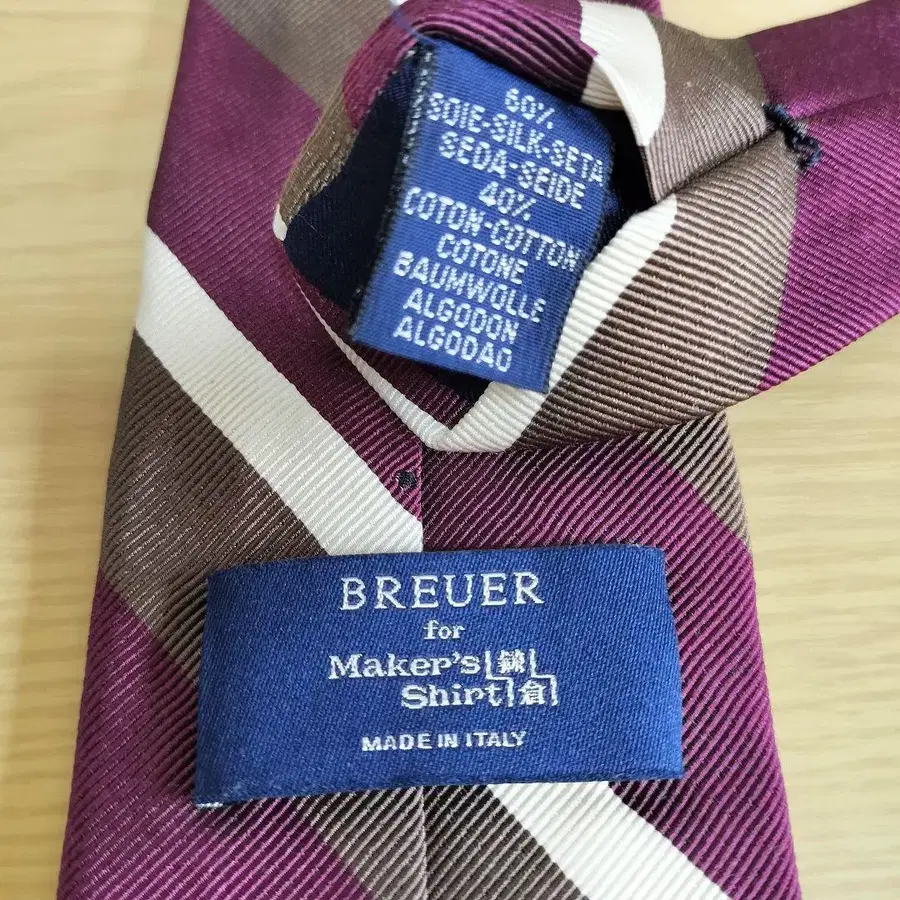 60%
SOIE-SILK-SETA
SEDA-SEIDE
40%
COTON-COTTON
COTONE
BAUMWOLLE
ALGODON
ALGODAO
BREUER
for
Maker's 鎌
Shirt 倉
MADE IN ITALY